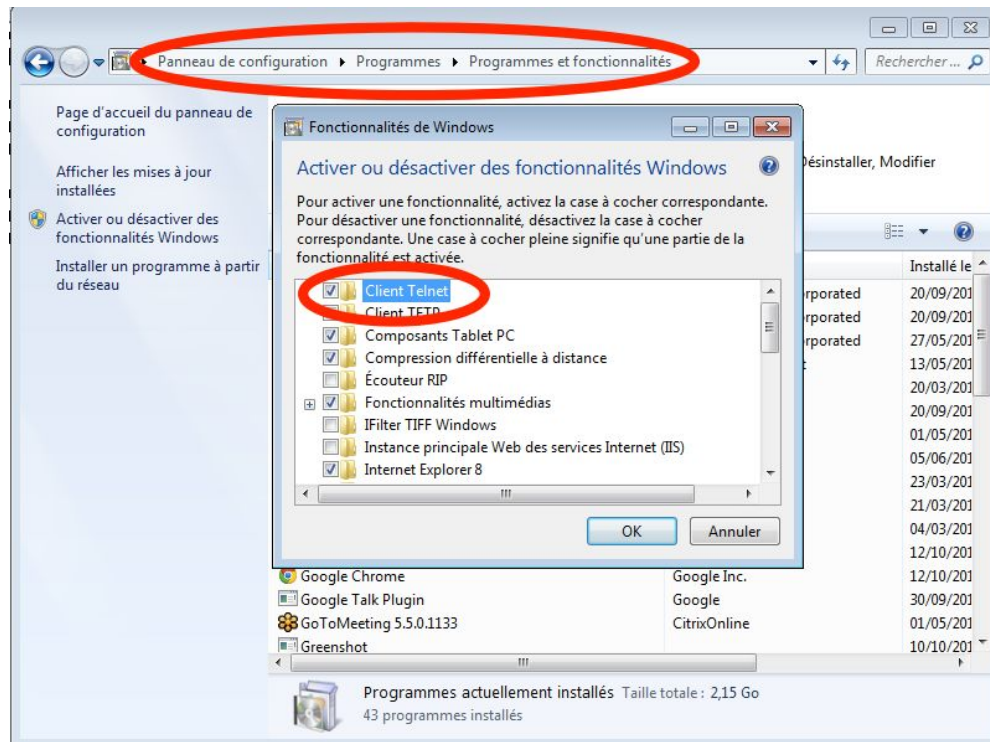 Panneau de configuration ▸ Programmes ▸ Programmes et fonctionnalités
Rechercher ...
Page d'accueil du panneau de
configuration
Afficher les mises à jour
installées
Activer ou désactiver des
fonctionnalités Windows
Installer un programme à partir
du réseau
Fonctionnalités de Windows
Activer ou désactiver des fonctionnalités Windows
Pour activer une fonctionnalité, activez la case à cocher correspondante.
Pour désactiver une fonctionnalité, désactivez la case à cocher
correspondante. Une case à cocher pleine signifie qu'une partie de la
fonctionnalité est activée.
Client Telnet
Client TFTP
Composants Tablet PC
Compression différentielle à distance
Écouteur RIP
Fonctionnalités multimédias
IFilter TIFF Windows
Instance principale Web des services Internet (IIS)
Internet Explorer 8
OK
Annuler
Désinstaller, Modifier
Installé le
rporated 20/09/201
rporated 20/09/201
rporated 27/05/201
13/05/201
20/03/201
20/09/201
01/05/201
05/06/201
23/03/201
21/03/201
04/03/201
12/10/201
Google Chrome Google Inc. 12/10/201
Google Talk Plugin Google 30/09/201
GoToMeeting 5.5.0.1133 CitrixOnline 01/05/201
Greenshot 10/10/201
Programmes actuellement installés Taille totale : 2,15 Go
43 programmes installés